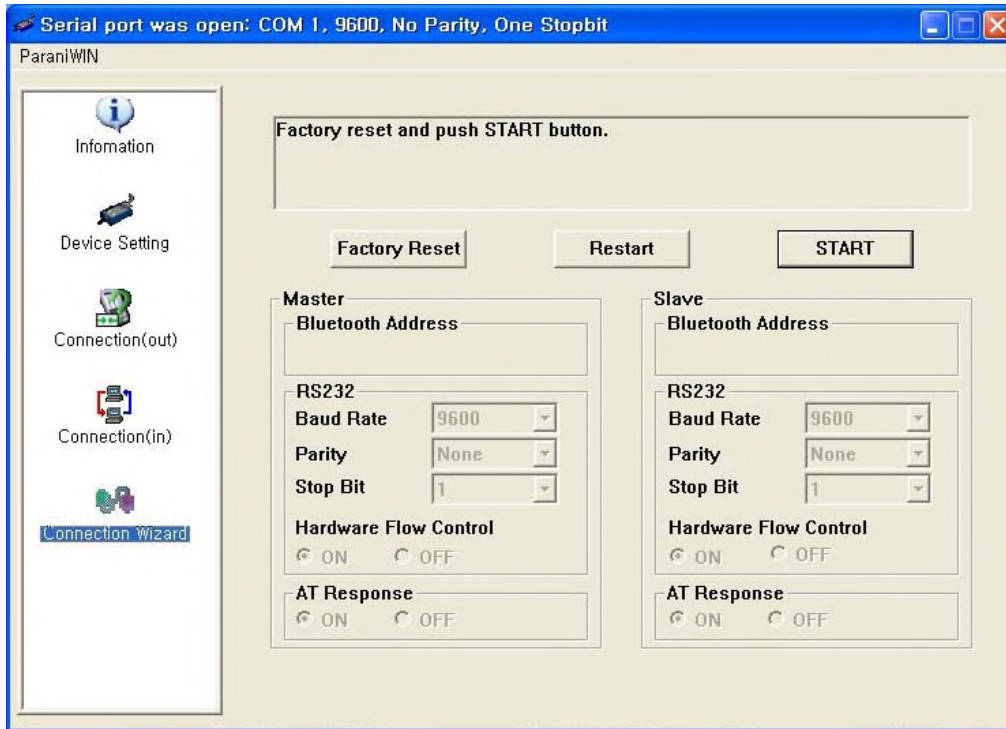 Serial port was open: COM 1, 9600, No Parity, One Stopbit
ParaniWIN
Infomation
Device Setting
Connection(out)
Connection(in)
Connection Wizard
Factory reset and push START button.
Factory Reset
Restart
START
Master
Bluetooth Address
RS232
Baud Rate 9600
Parity None
Stop Bit 1
Hardware Flow Control
ON OFF
AT Response
ON OFF
Slave
Bluetooth Address
RS232
Baud Rate 9600
Parity None
Stop Bit 1
Hardware Flow Control
ON OFF
AT Response
ON OFF